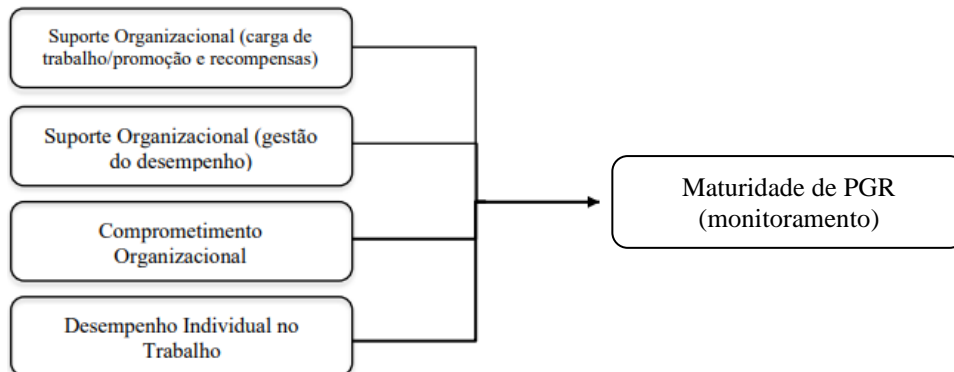 Suporte Organizacional (carga de
trabalho/promoção e recompensas)
Suporte Organizacional (gestão
do desempenho)
Comprometimento
Organizacional
Desempenho Individual no
Trabalho
Maturidade de PGR
(monitoramento)